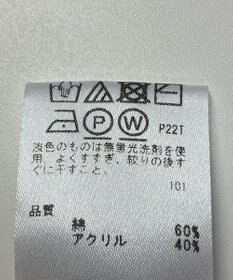 P22T
淡色のものは無蛍光洗剤を使
用、よくすすぎ、絞りの後す
ぐに干すこと。
101
品質
綿 60%
アクリル 40%